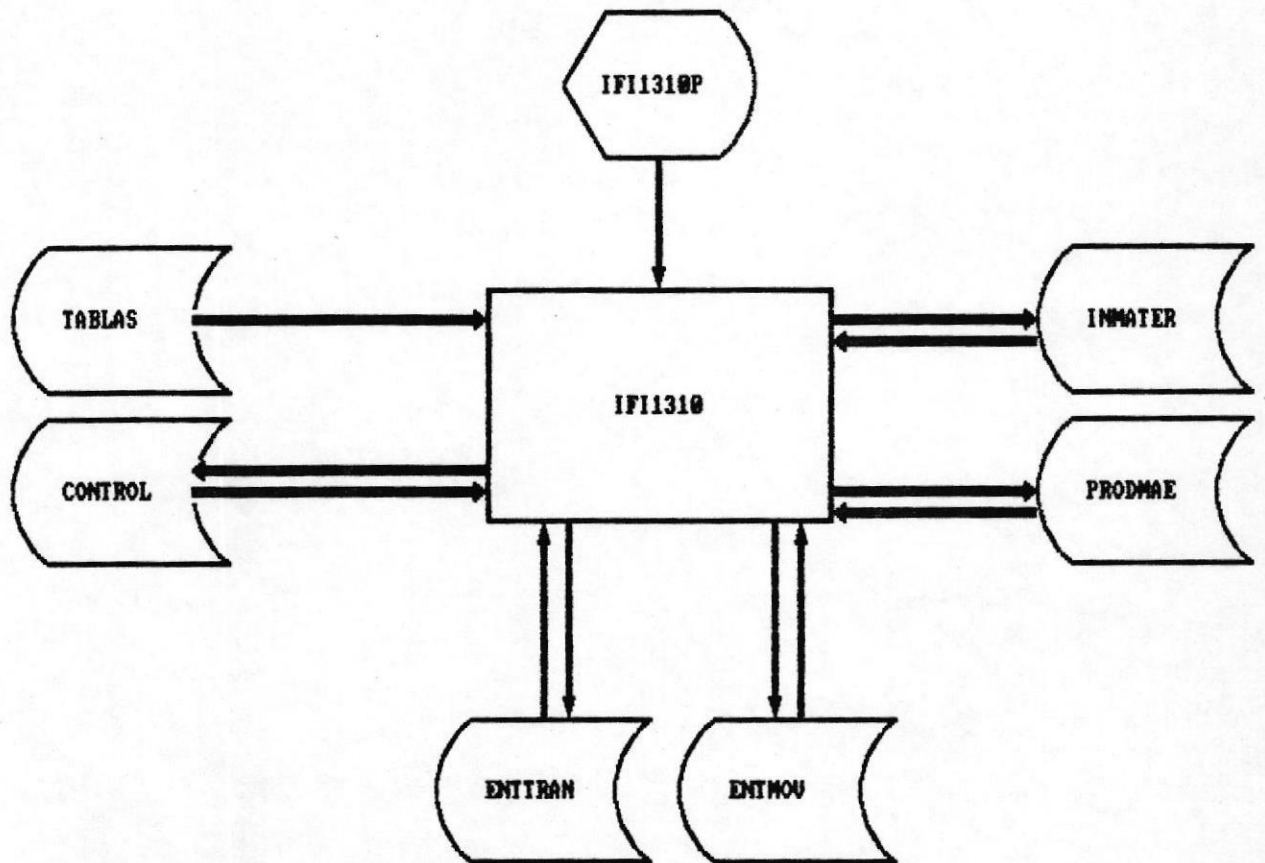 IFI1310P
TABLAS
INMATER
IFI1310
CONTROL
PRODMAE
ENTTRAN
ENTMOV